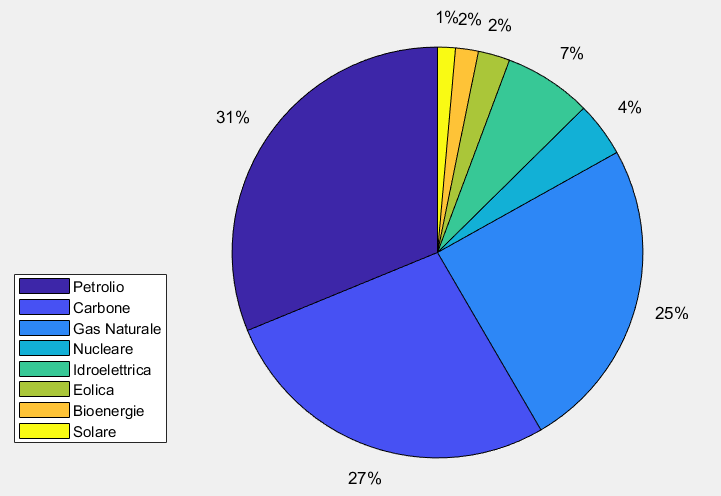 1%
2%
2%
7%
4%
31%
25%
27%
Petrolio
Carbone
Gas Naturale
Nucleare
Idroelettrica
Eolica
Bioenergie
Solare